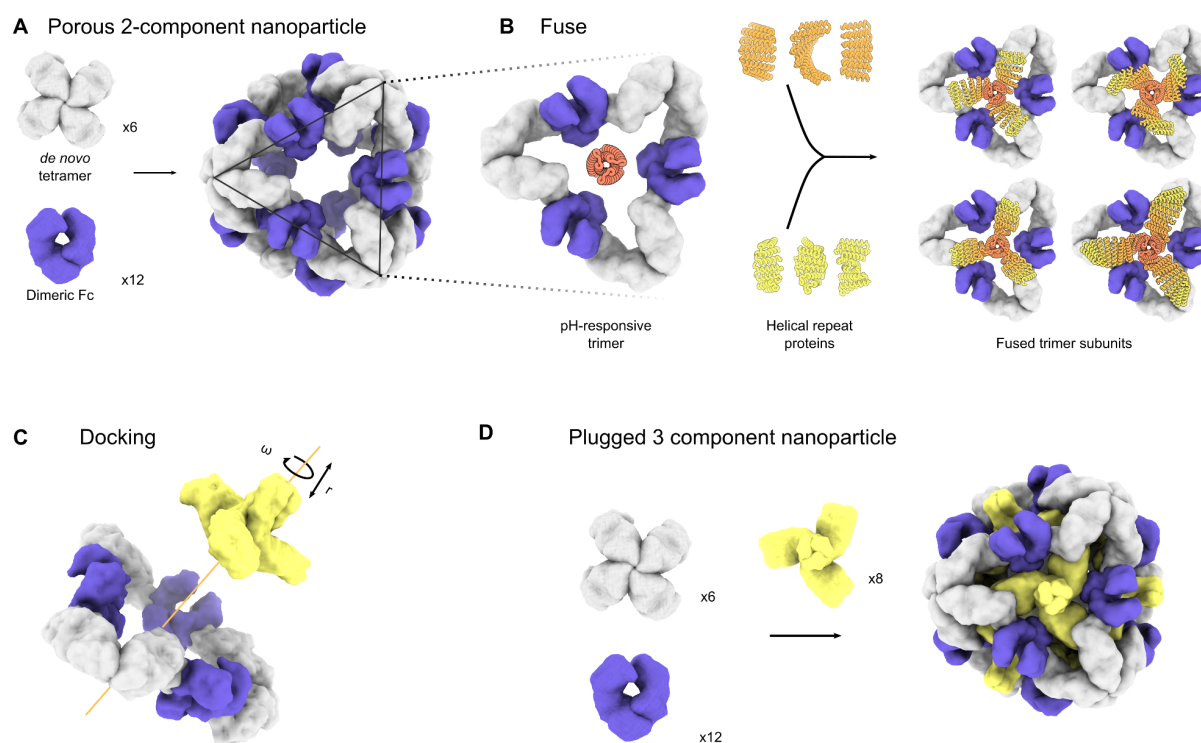 A Porous 2-component nanoparticle
x6
de novo
tetramer
x12
Dimeric Fc
B Fuse
pH-responsive
trimer
Helical repeat
proteins
Fused trimer subunits
C Docking
ω
r
D Plugged 3 component nanoparticle
x6
x8
x12